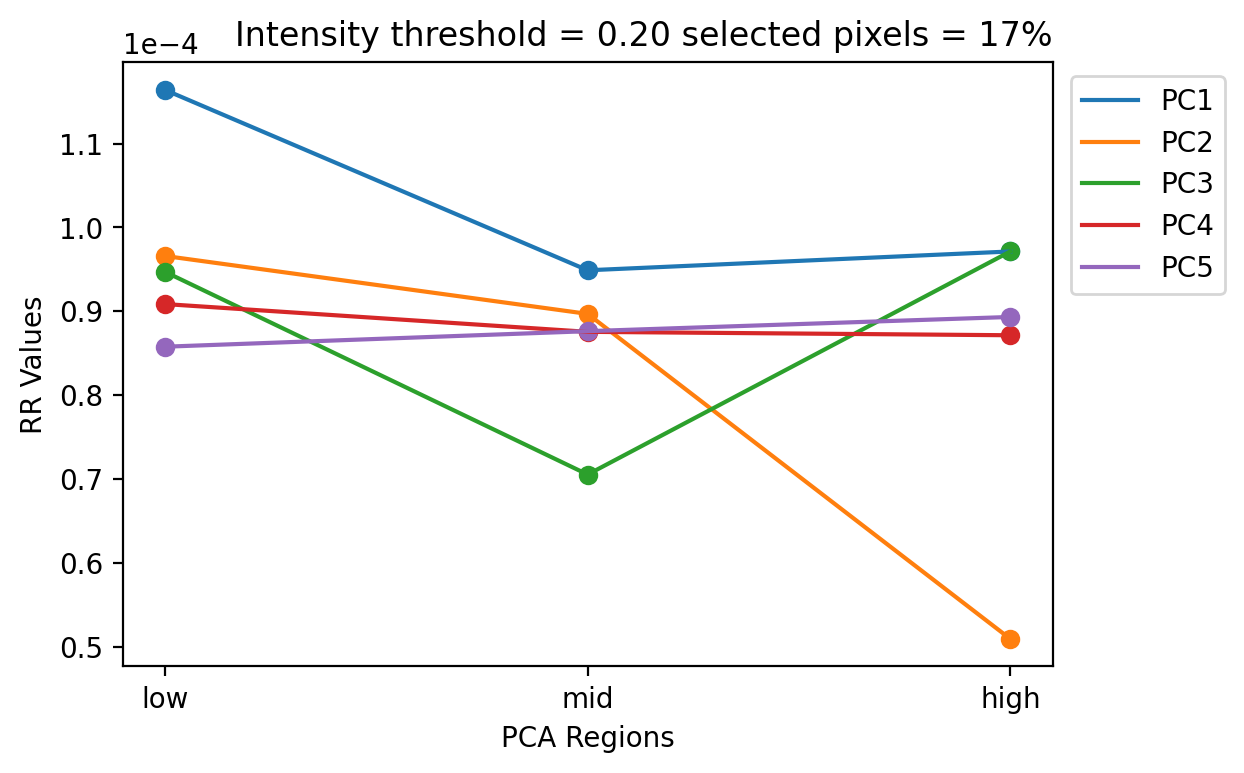 Intensity threshold = 0.20 selected pixels = 17%
1e−4
1.1
1.0
0.9
0.8
0.7
0.6
0.5
RR Values
low mid high
PCA Regions
PC1
PC2
PC3
PC4
PC5